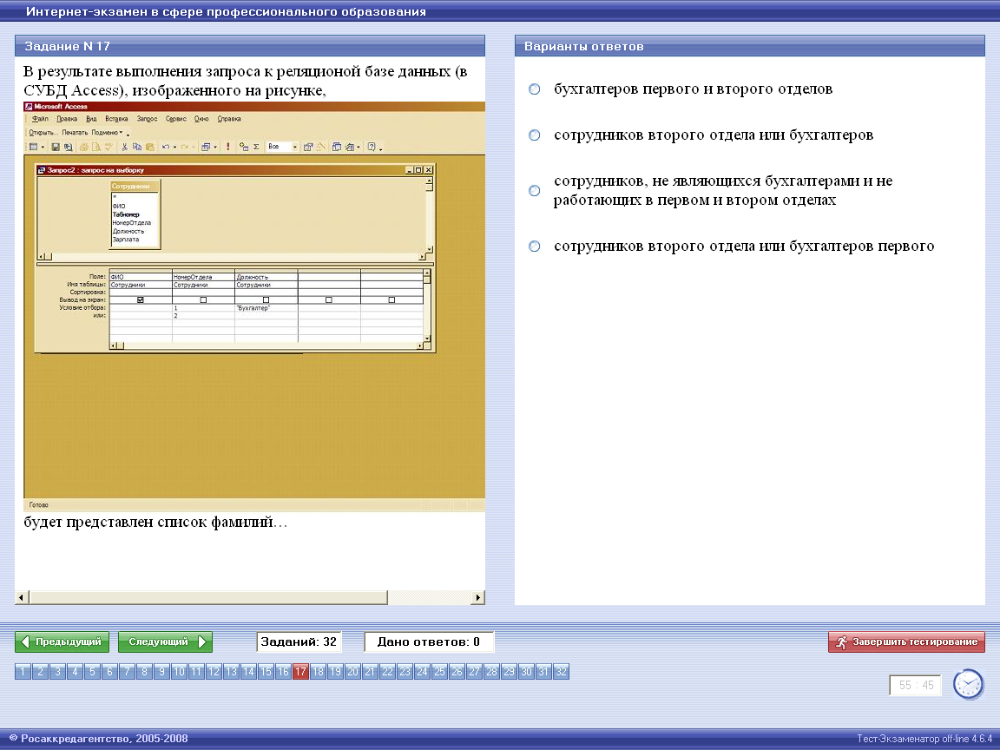 Интернет-экзамен в сфере профессионального образования
Задание N 17
В результате выполнения запроса к реляционой базе данных (в
СУБД Access), изображенного на рисунке,
Microsoft Access
Файл Правка Вид Вставка Запрос Сервис Окно Справка
Открыть... Печатать Подменю
Все
Запрос2 : запрос на выборку
Сотрудники
*
ФИО
Табномер
НомерОтдела
Должность
Зарплата
Поле: ФИО НомерОтдела Должность
Имя таблицы: Сотрудники Сотрудники Сотрудники
Сортировка:
Вывод на экран:
Условие отбора: 1 "Бухгалтер"
или: 2
Готово
будет представлен список фамилий…
Варианты ответов
бухгалтеров первого и второго отделов
сотрудников второго отдела или бухгалтеров
сотрудников, не являющихся бухгалтерами и не
работающих в первом и втором отделах
сотрудников второго отдела или бухгалтеров первого
Предыдущий Следующий Заданий: 32 Дано ответов: 0 Завершить тестирование
1 2 3 4 5 6 7 8 9 10 11 12 13 14 15 16 17 18 19 20 21 22 23 24 25 26 27 28 29 30 31 32
55 : 45
© Росаккредагентство, 2005-2008 Тест-Экзаменатор off-line 4.6.4